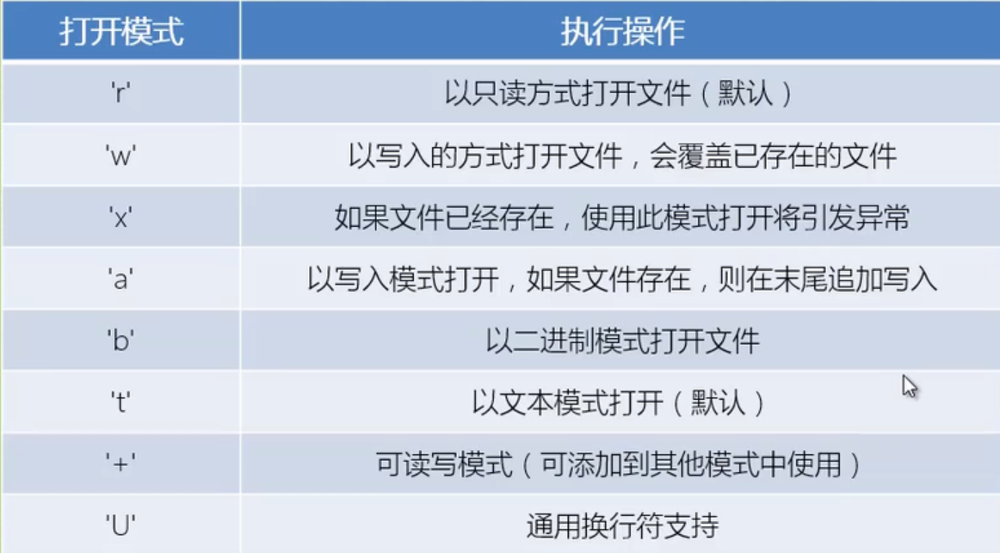 打开模式 执行操作
'r' 以只读方式打开文件（默认）
'w' 以写入的方式打开文件，会覆盖已存在的文件
'x' 如果文件已经存在，使用此模式打开将引发异常
'a' 以写入模式打开，如果文件存在，则在末尾追加写入
'b' 以二进制模式打开文件
't' 以文本模式打开（默认）
'+' 可读写模式（可添加到其他模式中使用）
'U' 通用换行符支持